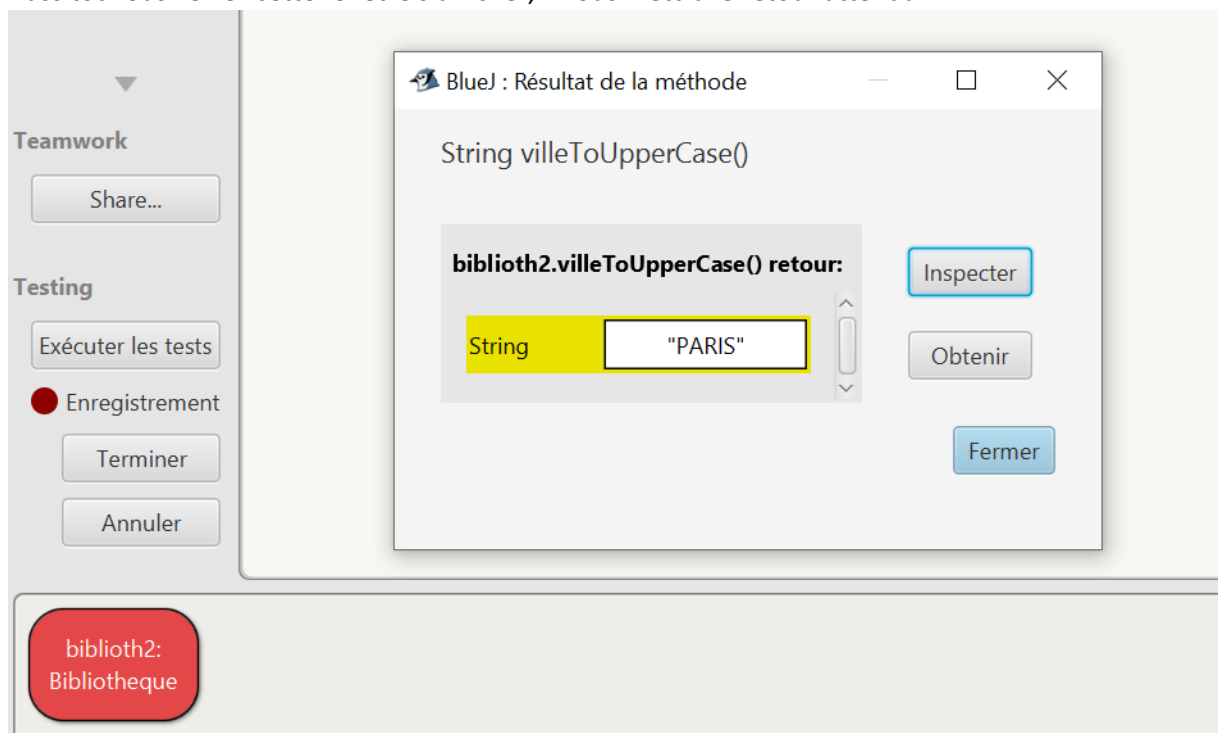 Teamwork
Share...
Testing
Exécuter les tests
Enregistrement
Terminer
Annuler
BlueJ : Résultat de la méthode
String villeToUpperCase()
biblioth2.villeToUpperCase() retour:
String
"PARIS"
Inspecter
Obtenir
Fermer
biblioth2:
Bibliotheque